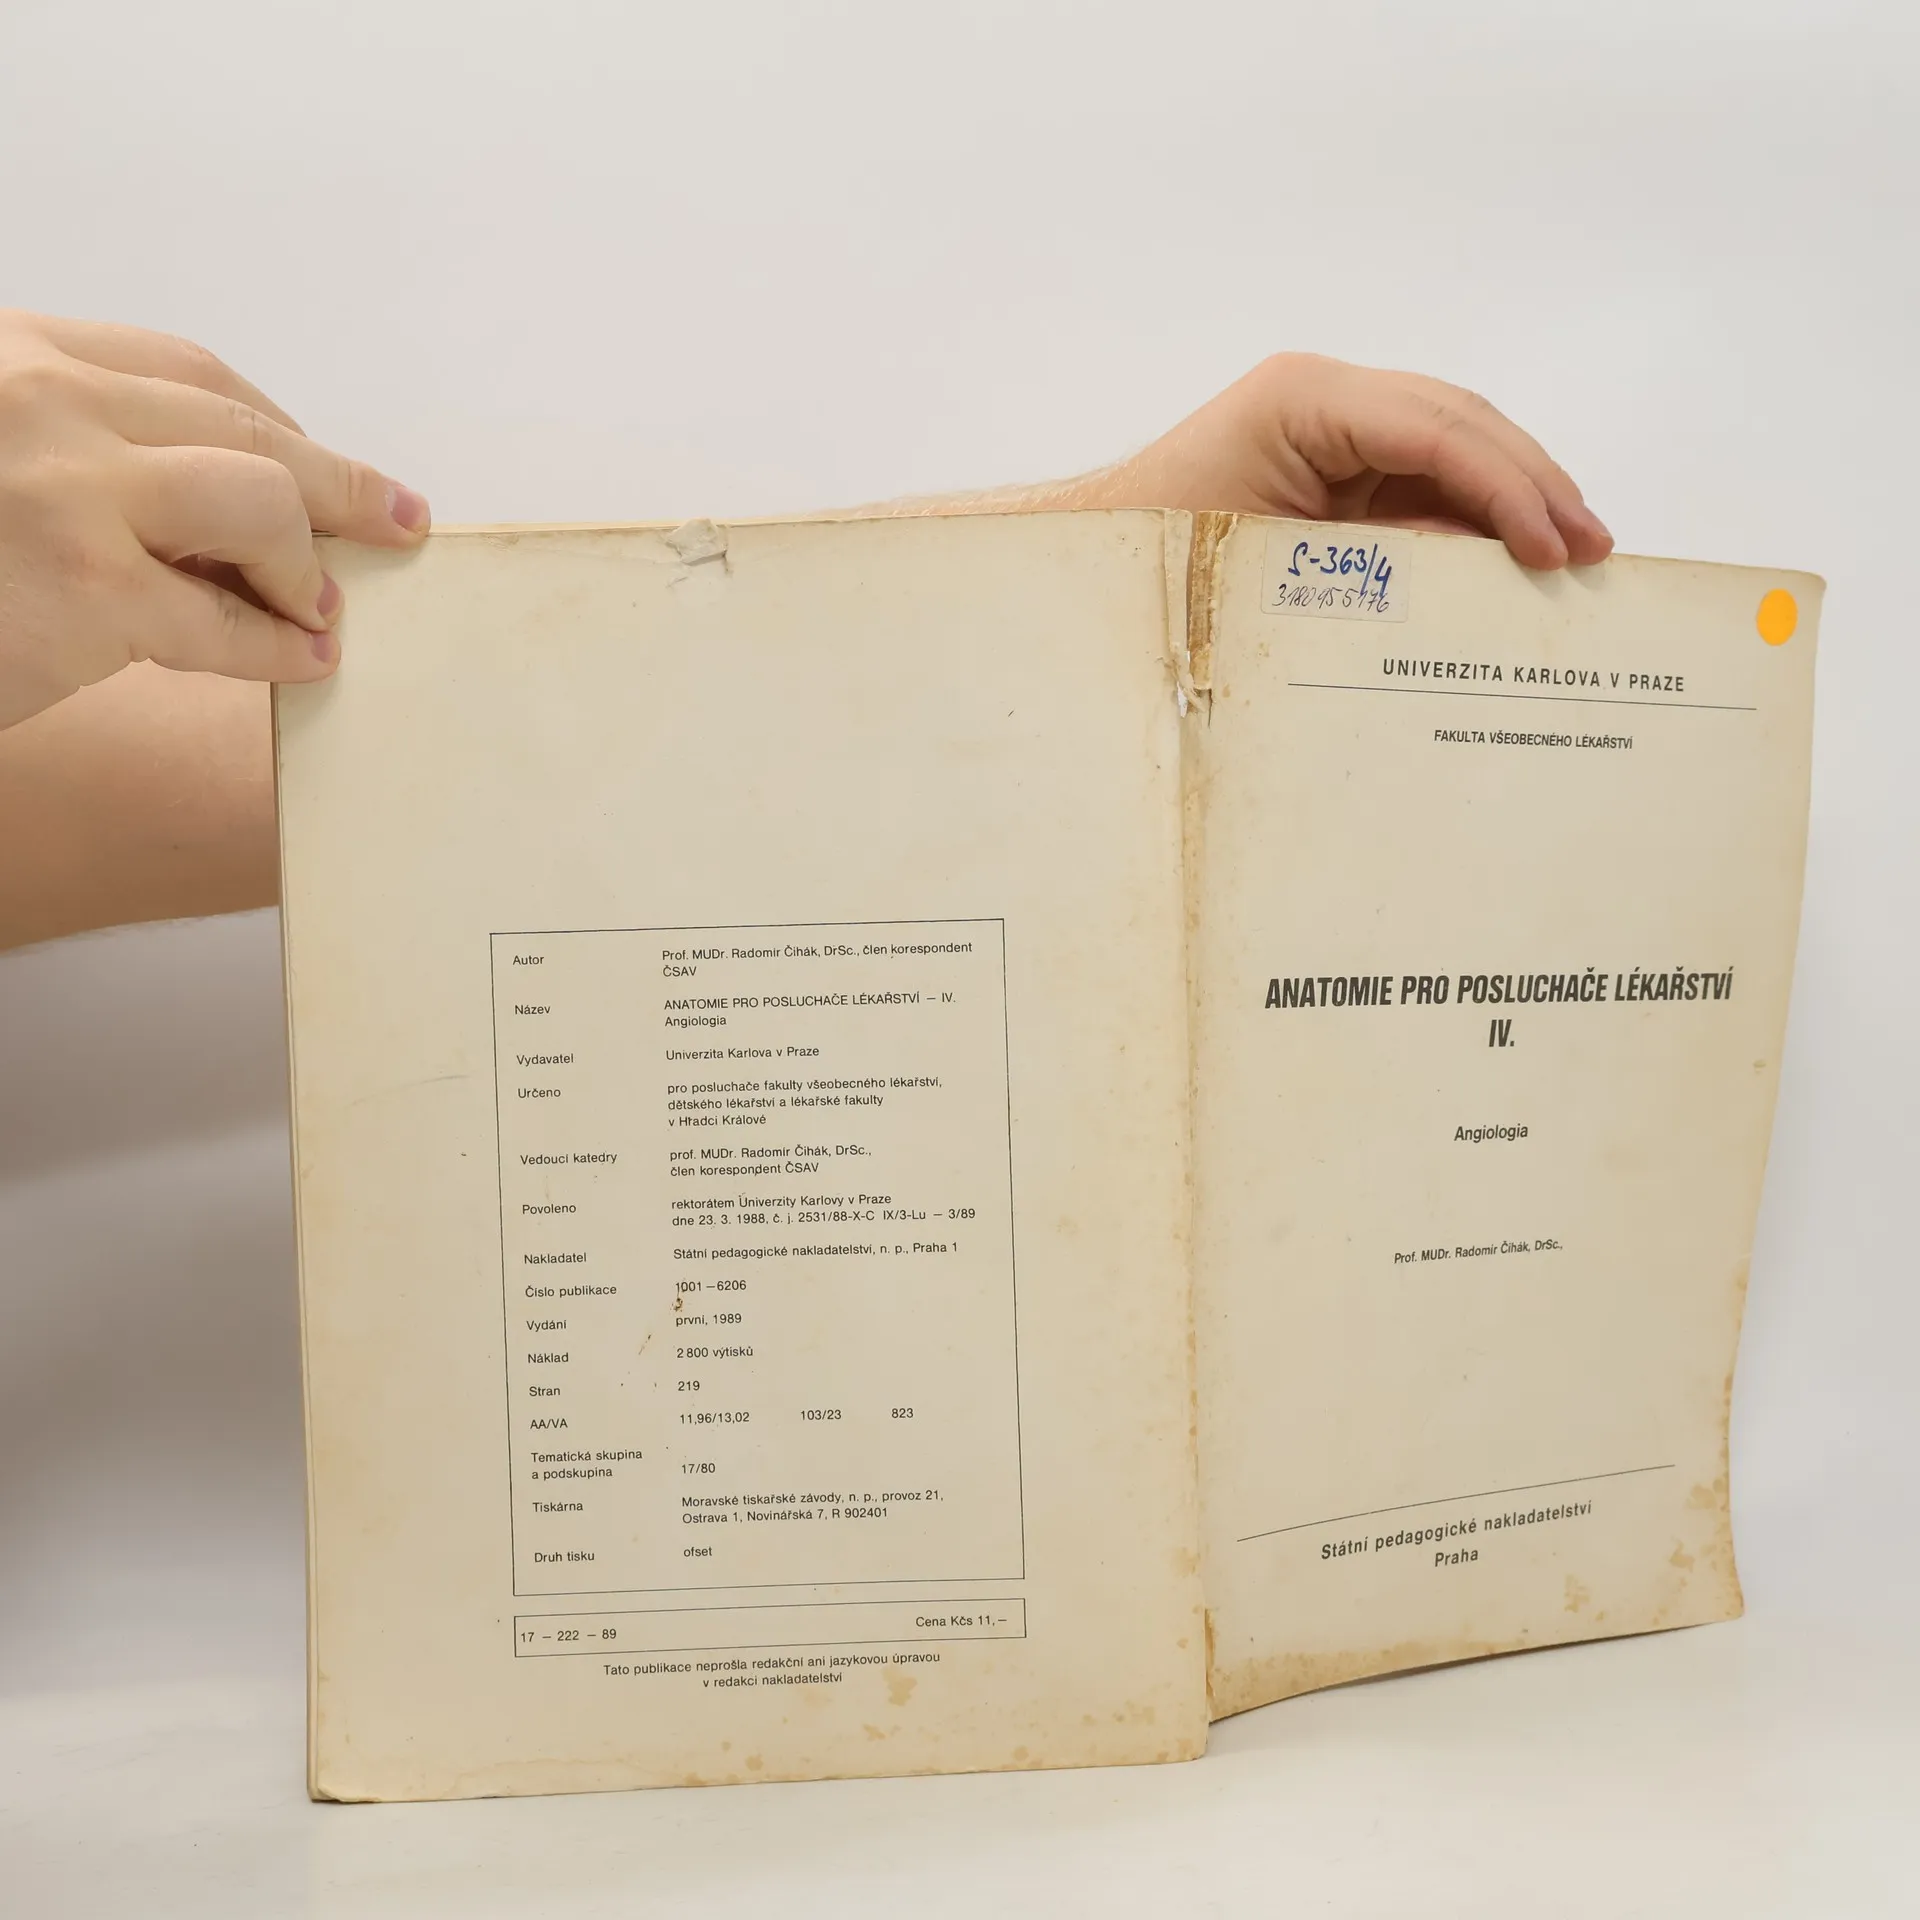 Autor Prof. MUDr. Radomír Čihák, DrSc., člen korespondent
ČSAV
Název ANATOMIE PRO POSLUCHAČE LÉKAŘSTVÍ – IV.
Angiologia
Vydavatel Univerzita Karlova v Praze
Určeno pro posluchače fakulty všeobecného lékařství,
dětského lékařství a lékařské fakulty
v Hradci Králové
Vedoucí katedry prof. MUDr. Radomír Čihák, DrSc.,
člen korespondent ČSAV
Povoleno rektorátem Univerzity Karlovy v Praze
dne 23. 3. 1988, č. j. 2531/88-X-C IX/3-Lu – 3/89
Nakladatel Státní pedagogické nakladatelství, n. p., Praha 1
Číslo publikace 1001–6206
Vydání první, 1989
Náklad 2 800 výtisků
Stran 219
AA/VA 11,96/13,02 103/23 823
Tematická skupina
a podskupina 17/80
Tiskárna Moravské tiskařské závody, n. p., provoz 21,
Ostrava 1, Novinářská 7, R 902401
Druh tisku ofset
17 – 222 – 89 Cena Kčs 11,–
Tato publikace neprošla redakční ani jazykovou úpravou
v redakci nakladatelství
S-363/4
3180455176
UNIVERZITA KARLOVA V PRAZE
FAKULTA VŠEOBECNÉHO LÉKAŘSTVÍ
ANATOMIE PRO POSLUCHAČE LÉKAŘSTVÍ
IV.
Angiologia
Prof. MUDr. Radomír Čihák, DrSc.,
Státní pedagogické nakladatelství
Praha